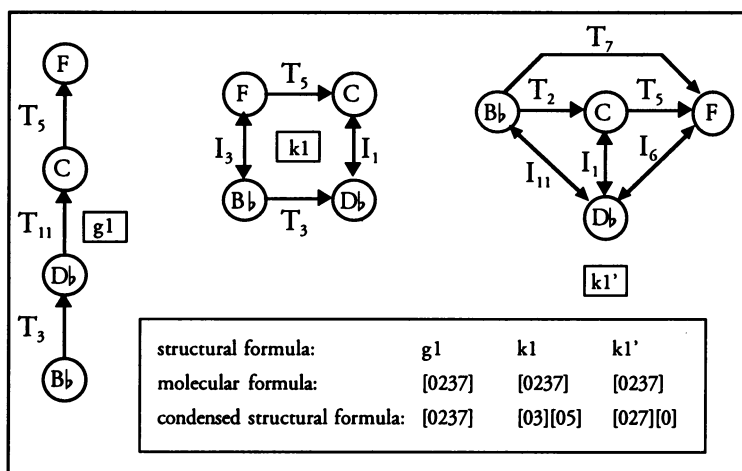 F
T₅
C
T₁₁ g1
D♭
T₃
B♭
F T₅ C
I₃ k1 I₁
B♭ T₃ D♭
T₇
B♭ T₂ C T₅ F
I₁₁ I₁ I₆
D♭
k1'
structural formula: g1 k1 k1'
molecular formula: [0237] [0237] [0237]
condensed structural formula: [0237] [03][05] [027][0]